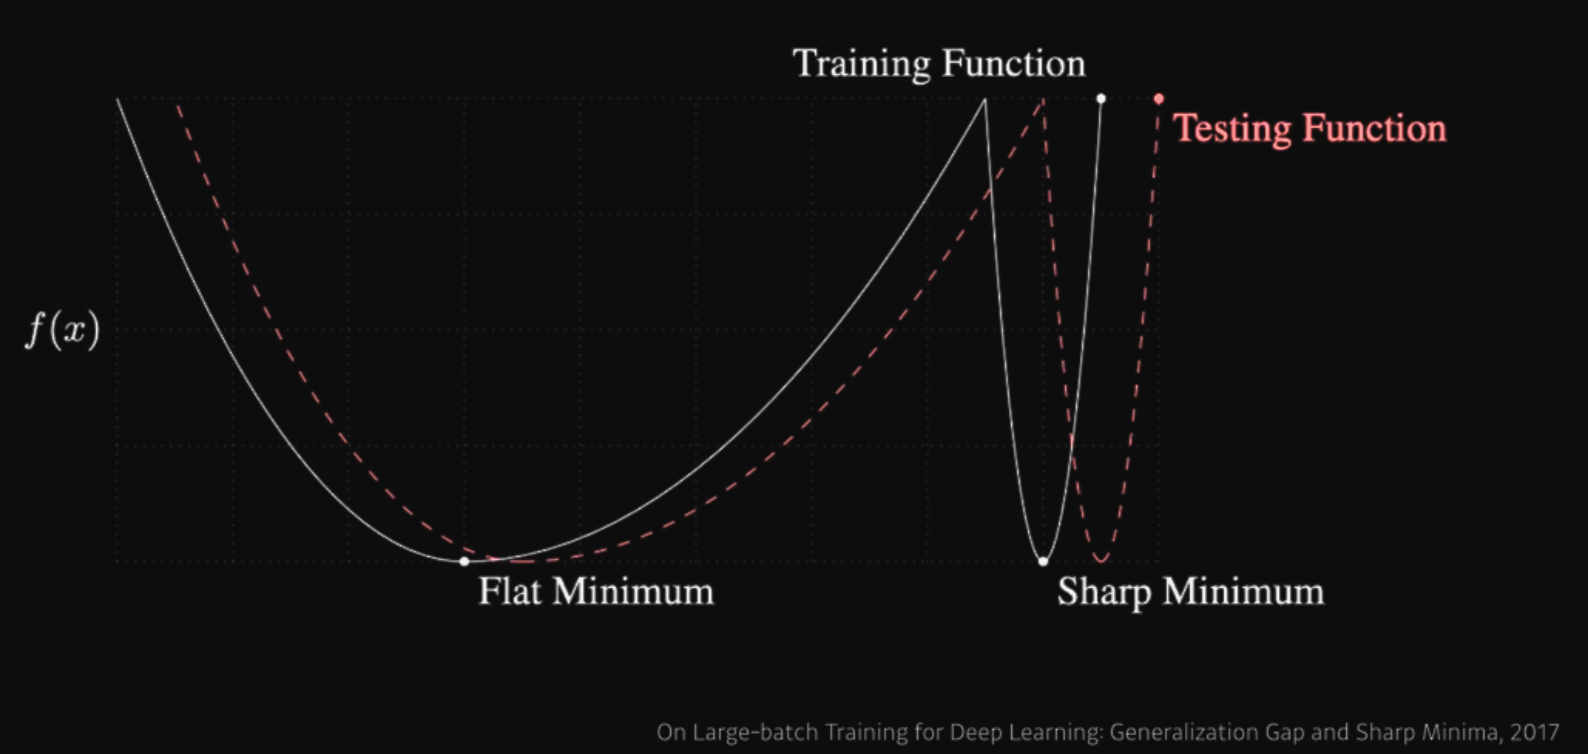 Training Function
Testing Function
f(x)
Flat Minimum
Sharp Minimum
On Large-batch Training for Deep Learning: Generalization Gap and Sharp Minima, 2017